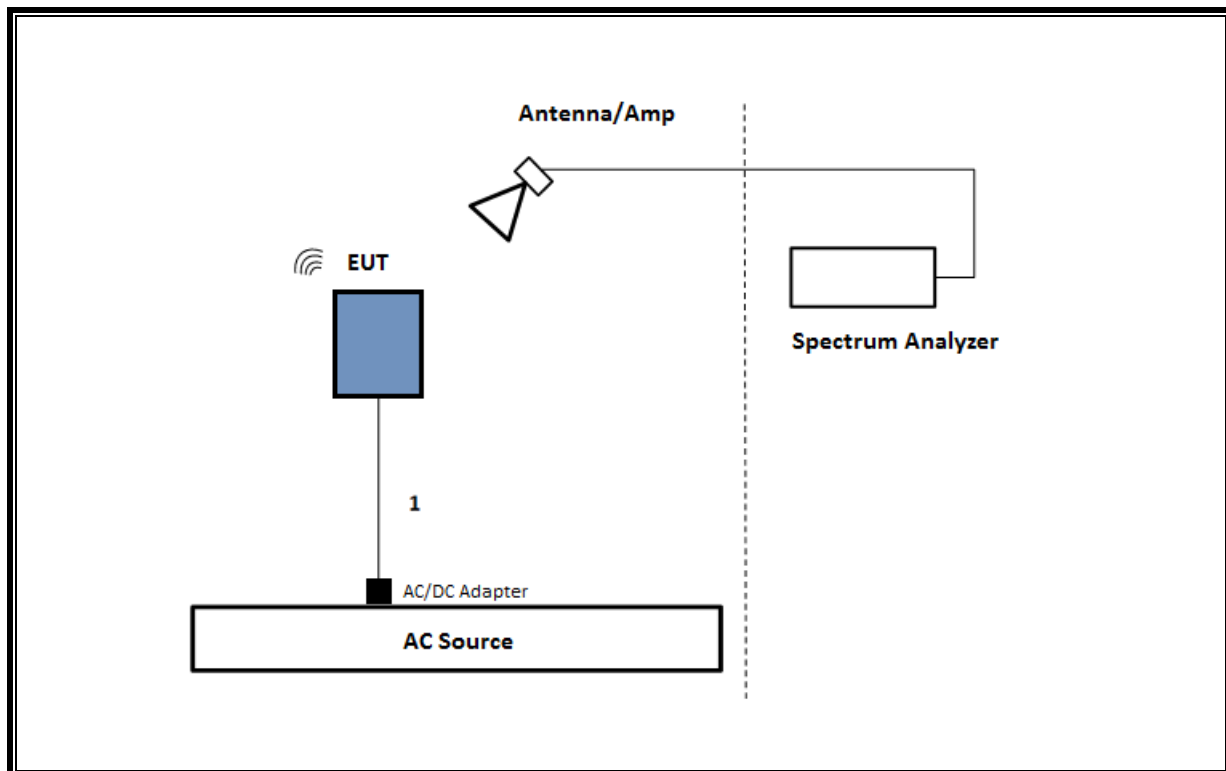 Antenna/Amp
EUT
Spectrum Analyzer
1
AC/DC Adapter
AC Source